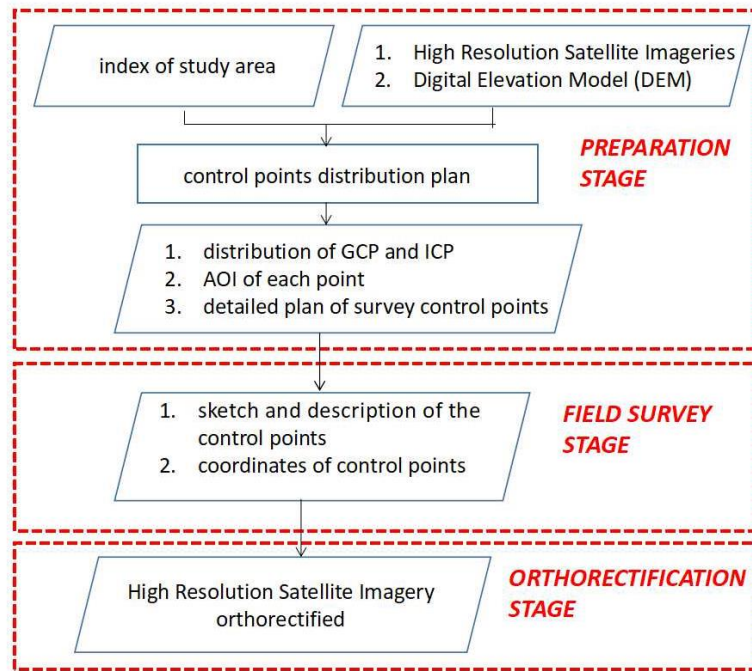 index of study area
1. High Resolution Satellite Imageries
2. Digital Elevation Model (DEM)
PREPARATION
STAGE
control points distribution plan
1. distribution of GCP and ICP
2. AOI of each point
3. detailed plan of survey control points
1. sketch and description of the
control points
2. coordinates of control points
FIELD SURVEY
STAGE
High Resolution Satellite Imagery
orthorectified
ORTHORECTIFICATION
STAGE